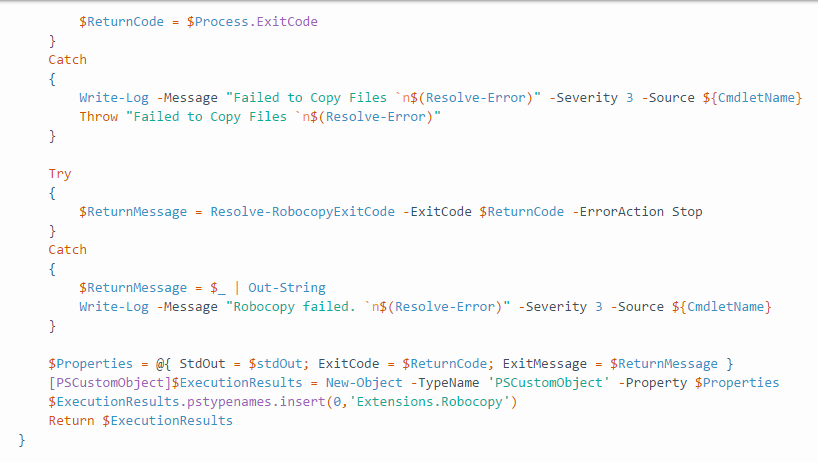 $ReturnCode = $Process.ExitCode
    }
    Catch
    {
        Write-Log -Message "Failed to Copy Files `n$(Resolve-Error)" -Severity 3 -Source ${CmdletName}
        Throw "Failed to Copy Files `n$(Resolve-Error)"
    }

    Try
    {
        $ReturnMessage = Resolve-RobocopyExitCode -ExitCode $ReturnCode -ErrorAction Stop
    }
    Catch
    {
        $ReturnMessage = $_ | Out-String
        Write-Log -Message "Robocopy failed. `n$(Resolve-Error)" -Severity 3 -Source ${CmdletName}
    }

    $Properties = @{ StdOut = $stdOut; ExitCode = $ReturnCode; ExitMessage = $ReturnMessage }
    [PSCustomObject]$ExecutionResults = New-Object -TypeName 'PSCustomObject' -Property $Properties
    $ExecutionResults.pstypenames.insert(0,'Extensions.Robocopy')
    Return $ExecutionResults
}